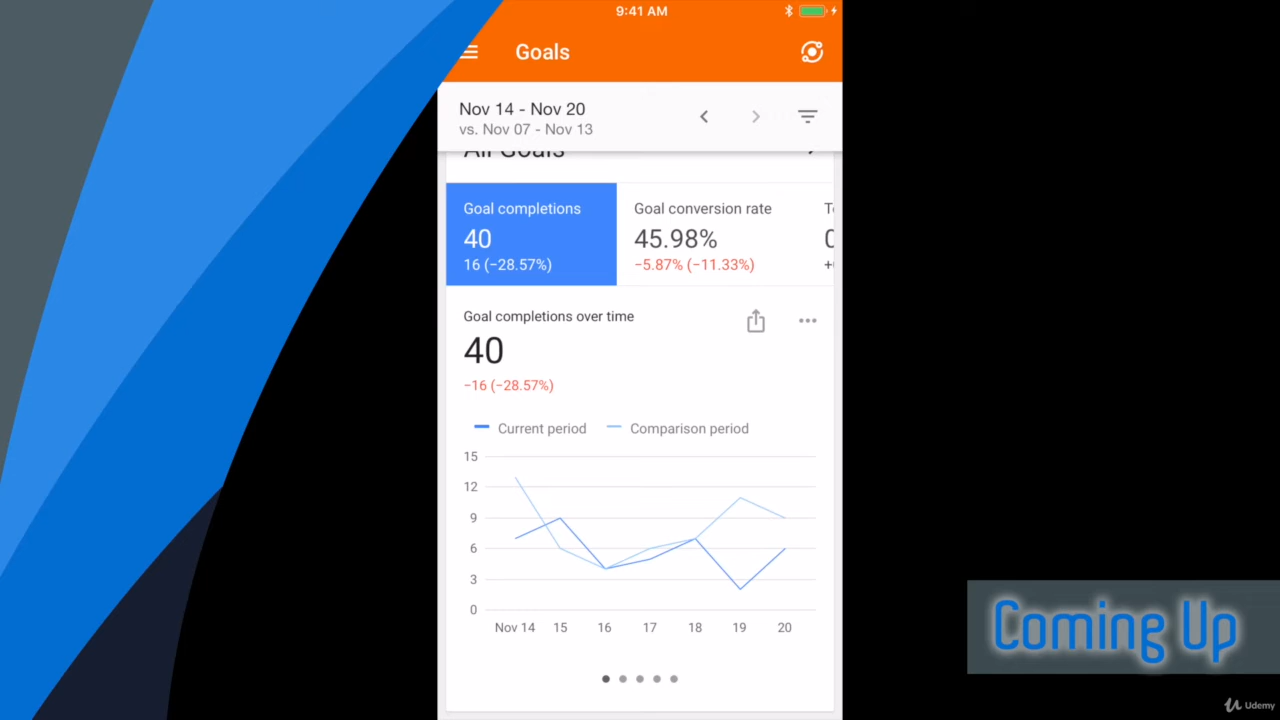 9:41 AM
Goals
Nov 14 - Nov 20
vs. Nov 07 - Nov 13
All Goals
Goal completions
Goal conversion rate
40
45.98%
16 (−28.57%)
−5.87% (−11.33%)
Goal completions over time
40
−16 (−28.57%)
Current period
Comparison period
15
12
9
6
3
0
Nov 14 15 16 17 18 19 20
Coming Up
Udemy